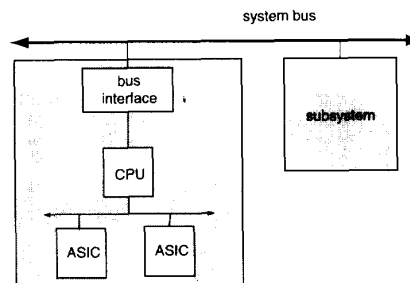 system bus
bus
interface
subsystem
CPU
ASIC
ASIC